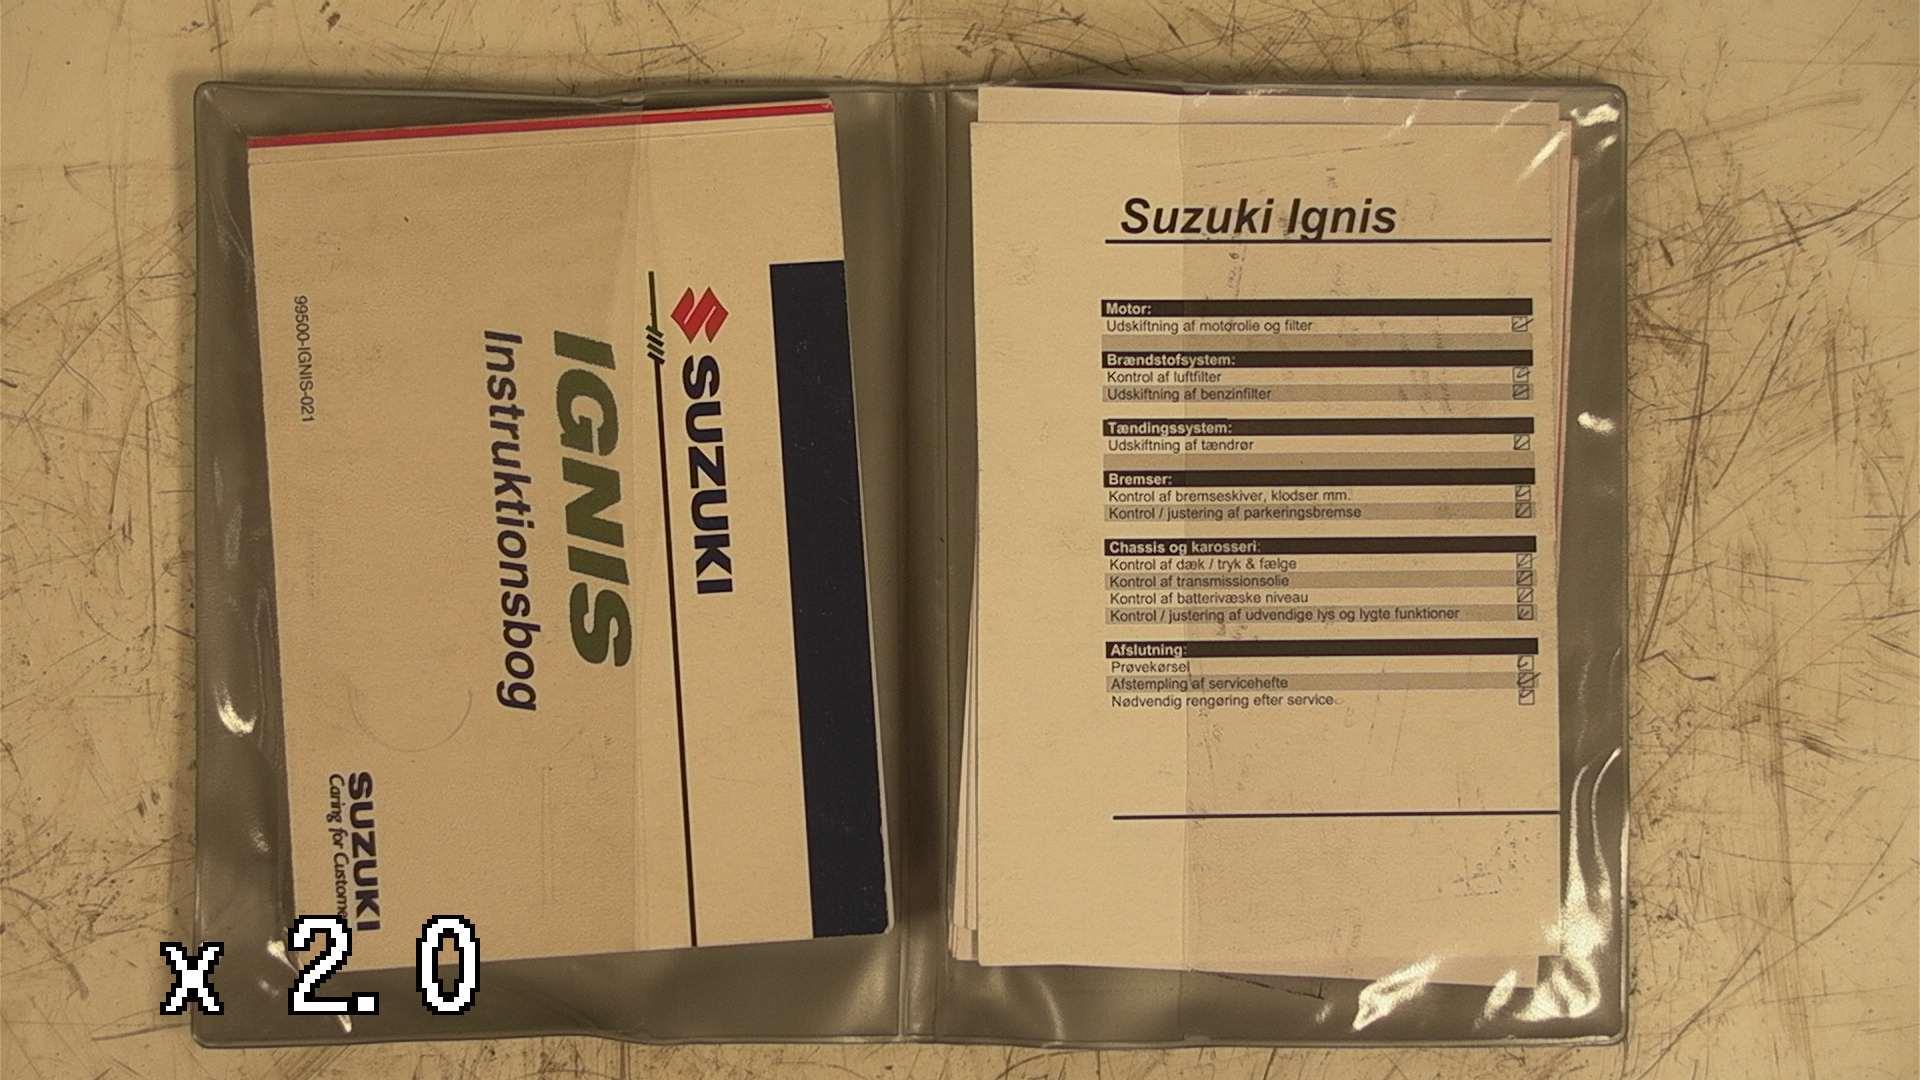 SUZUKI
IGNIS
Instruktionsbog
99500-IGNIS-021
SUZUKI
Caring for
Suzuki Ignis
Motor:
Udskiftning af motorolie og filter
Brændstofsystem:
Kontrol af luftfilter
Udskiftning af benzinfilter
Tændingssystem:
Udskiftning af tændrør
Bremser:
Kontrol af bremseskiver, klodser mm.
Kontrol / justering af parkeringsbremse
Chassis og karosseri:
Kontrol af dæk / tryk & fælge
Kontrol af transmissionsolie
Kontrol af batterivæske niveau
Kontrol / justering af udvendige lys og lygte funktioner
Afslutning:
Prøvekørsel
Afstempling af servicehefte
Nødvendig rengøring efter service
x 2.0